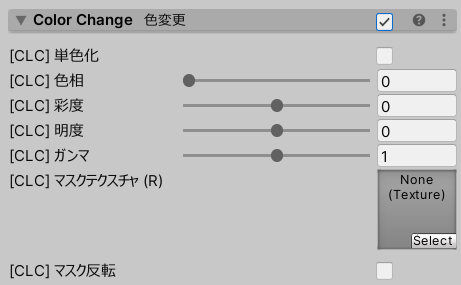 Color Change 色変更
[CLC] 単色化
[CLC] 色相 0
[CLC] 彩度 0
[CLC] 明度 0
[CLC] ガンマ 1
[CLC] マスクテクスチャ (R)
None
(Texture)
Select
[CLC] マスク反転